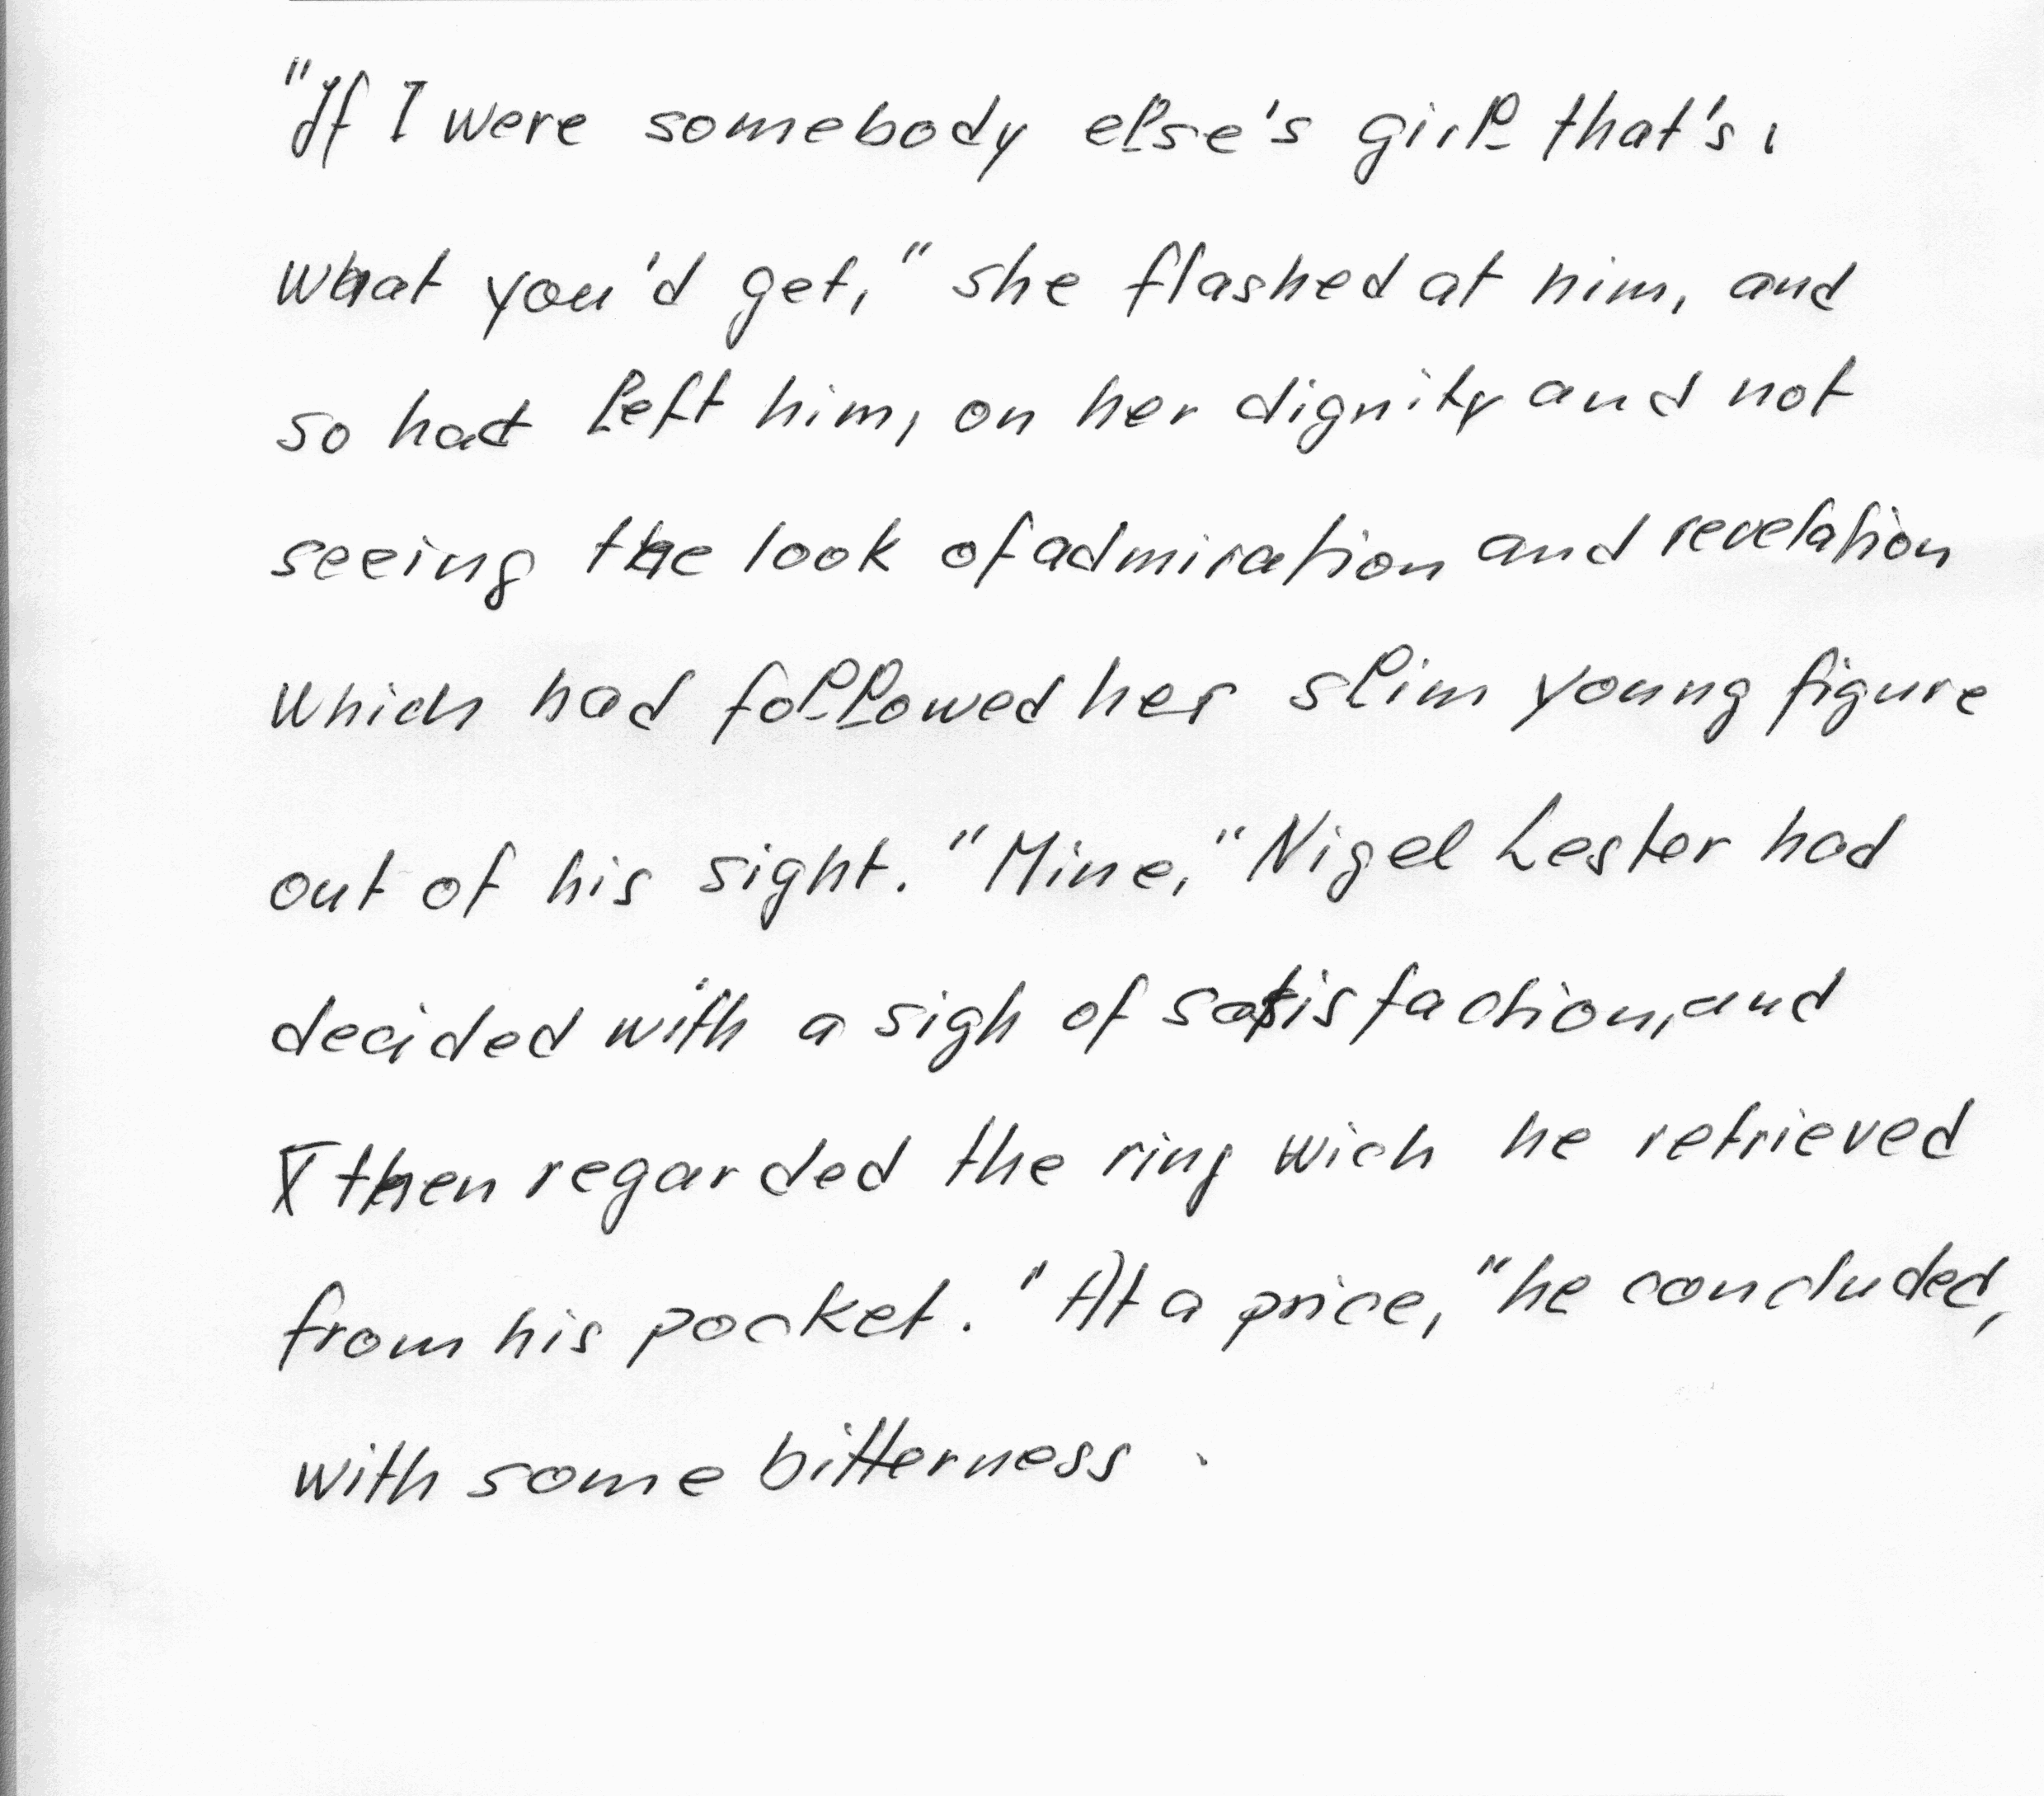 "If I were somebody else's girl that's
what you'd get," she flashed at him, and
so had left him, on her dignity and not
seeing the look of admiration and revelation
which had followed her slim young figure
out of his sight. "Mine," Nigel Lester had
decided with a sigh of satisfaction, and
then regarded the ring wich he retrieved
from his pocket. "At a price," he concluded,
with some bitterness.